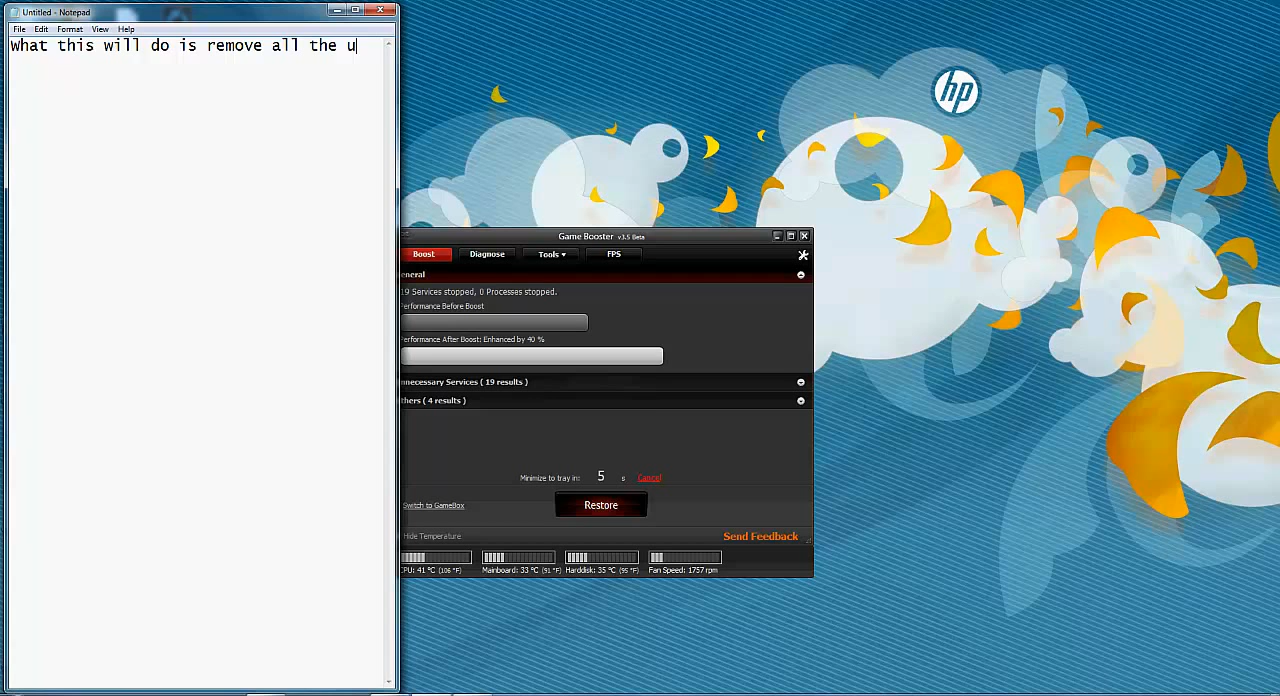 Untitled - Notepad
File Edit Format View Help
What this will do is remove all the u
hp
Game Booster v3.5 Beta
Boost Diagnose Tools FPS
eneral
19 Services stopped, 0 Processes stopped.
Performance Before Boost
Performance After Boost: Enhanced by 40 %
nnecessary Services ( 19 results )
thers ( 4 results )
Minimize to tray in: 5 s Cancel
Switch to GameBox Restore
Hide Temperature Send Feedback
CPU: 41 °C (106 °F) Mainboard: 33 °C (91 °F) Harddisk: 35 °C (95 °F) Fan Speed: 1757 rpm